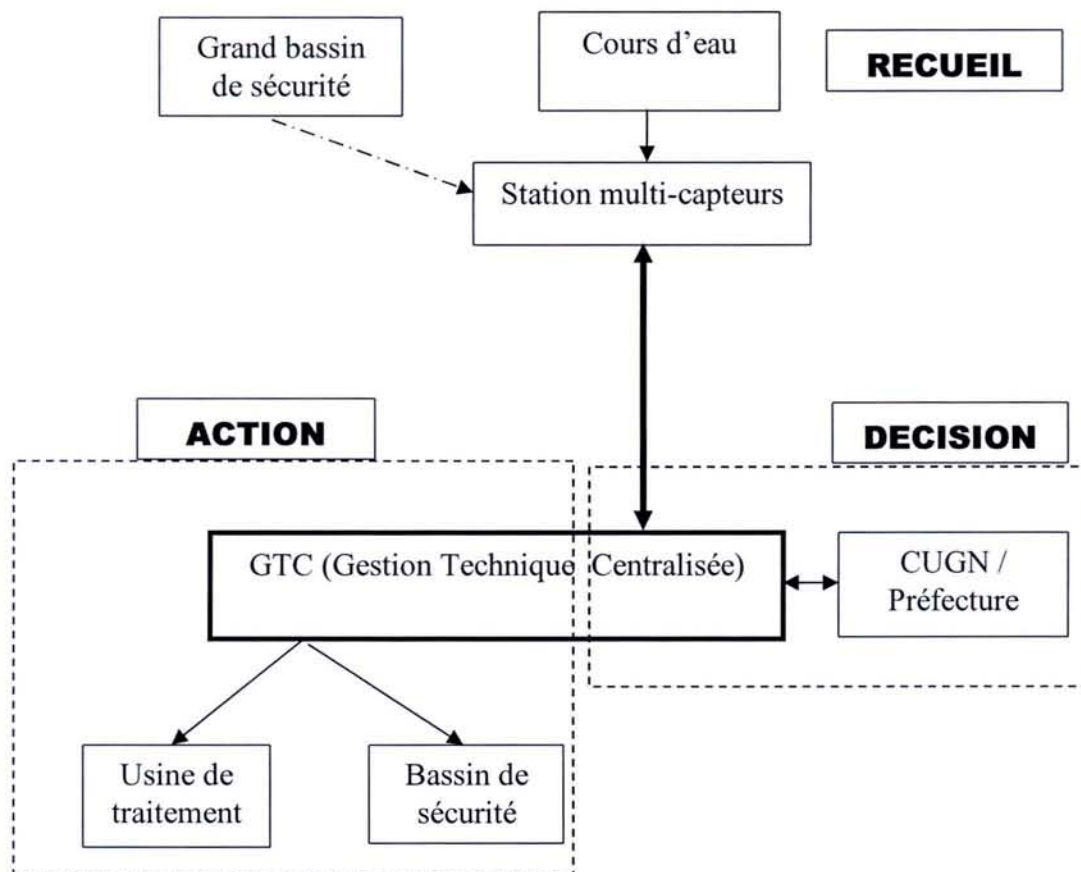 Grand bassin
de sécurité
Cours d’eau
RECUEIL
Station multi-capteurs
ACTION
DECISION
GTC (Gestion Technique Centralisée)
CUGN /
Préfecture
Usine de
traitement
Bassin de
sécurité